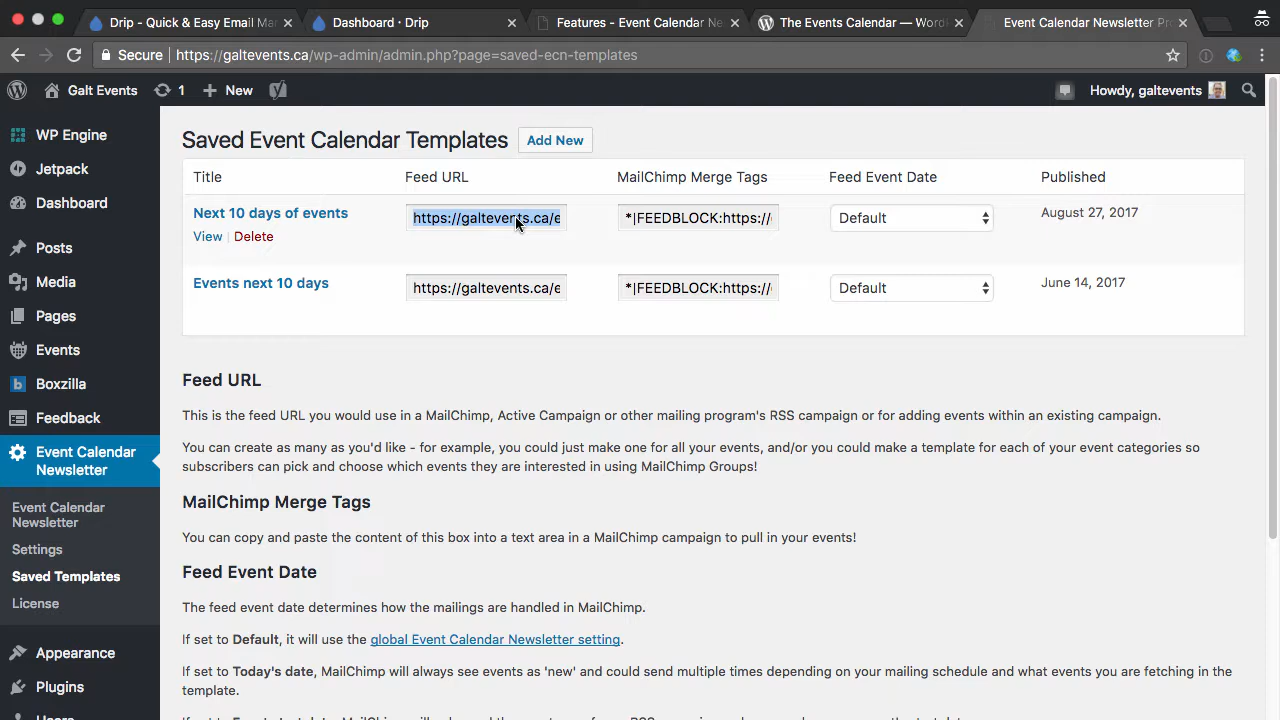 Drip - Quick & Easy Email Mar
Dashboard · Drip
Features - Event Calendar Ne
The Events Calendar — WordP
Event Calendar Newsletter Pro
Secure
https://galtevents.ca/wp-admin/admin.php?page=saved-ecn-templates
Galt Events
1
New
Howdy, galtevents
WP Engine
Jetpack
Dashboard
Posts
Media
Pages
Events
Boxzilla
Feedback
Event Calendar
Newsletter
Event Calendar
Newsletter
Settings
Saved Templates
License
Appearance
Plugins
Saved Event Calendar Templates
Add New
Title
Feed URL
MailChimp Merge Tags
Feed Event Date
Published
Next 10 days of events
View | Delete
https://galtevents.ca/e
*|FEEDBLOCK:https://
Default
August 27, 2017
Events next 10 days
https://galtevents.ca/e
*|FEEDBLOCK:https://
Default
June 14, 2017
Feed URL
This is the feed URL you would use in a MailChimp, Active Campaign or other mailing program's RSS campaign or for adding events within an existing campaign.
You can create as many as you'd like - for example, you could just make one for all your events, and/or you could make a template for each of your event categories so
subscribers can pick and choose which events they are interested in using MailChimp Groups!
MailChimp Merge Tags
You can copy and paste the content of this box into a text area in a MailChimp campaign to pull in your events!
Feed Event Date
The feed event date determines how the mailings are handled in MailChimp.
If set to Default, it will use the global Event Calendar Newsletter setting.
If set to Today's date, MailChimp will always see events as 'new' and could send multiple times depending on your mailing schedule and what events you are fetching in the
template.